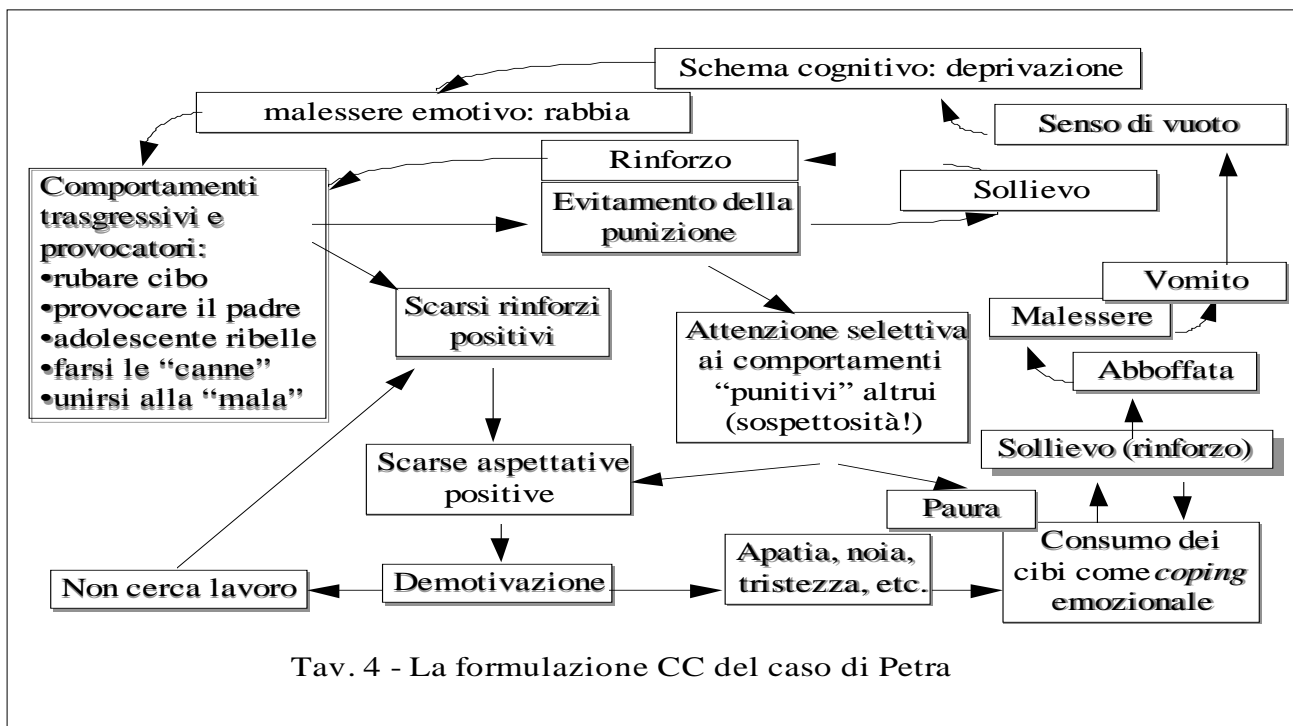 Schema cognitivo: deprivazione
malessere emotivo: rabbia
Senso di vuoto
Rinforzo
Sollievo
Comportamenti
trasgressivi e
provocatori:
•rubare cibo
•provocare il padre
•adolescente ribelle
•farsi le “canne”
•unirsi alla “mala”
Evitamento della
punizione
Vomito
Scarsi rinforzi
positivi
Malessere
Attenzione selettiva
ai comportamenti
“punitivi” altrui
(sospettosità!)
Abboffata
Sollievo (rinforzo)
Scarse aspettative
positive
Paura
Consumo dei
cibi come coping
emozionale
Apatia, noia,
tristezza, etc.
Demotivazione
Non cerca lavoro
Tav. 4 - La formulazione CC del caso di Petra